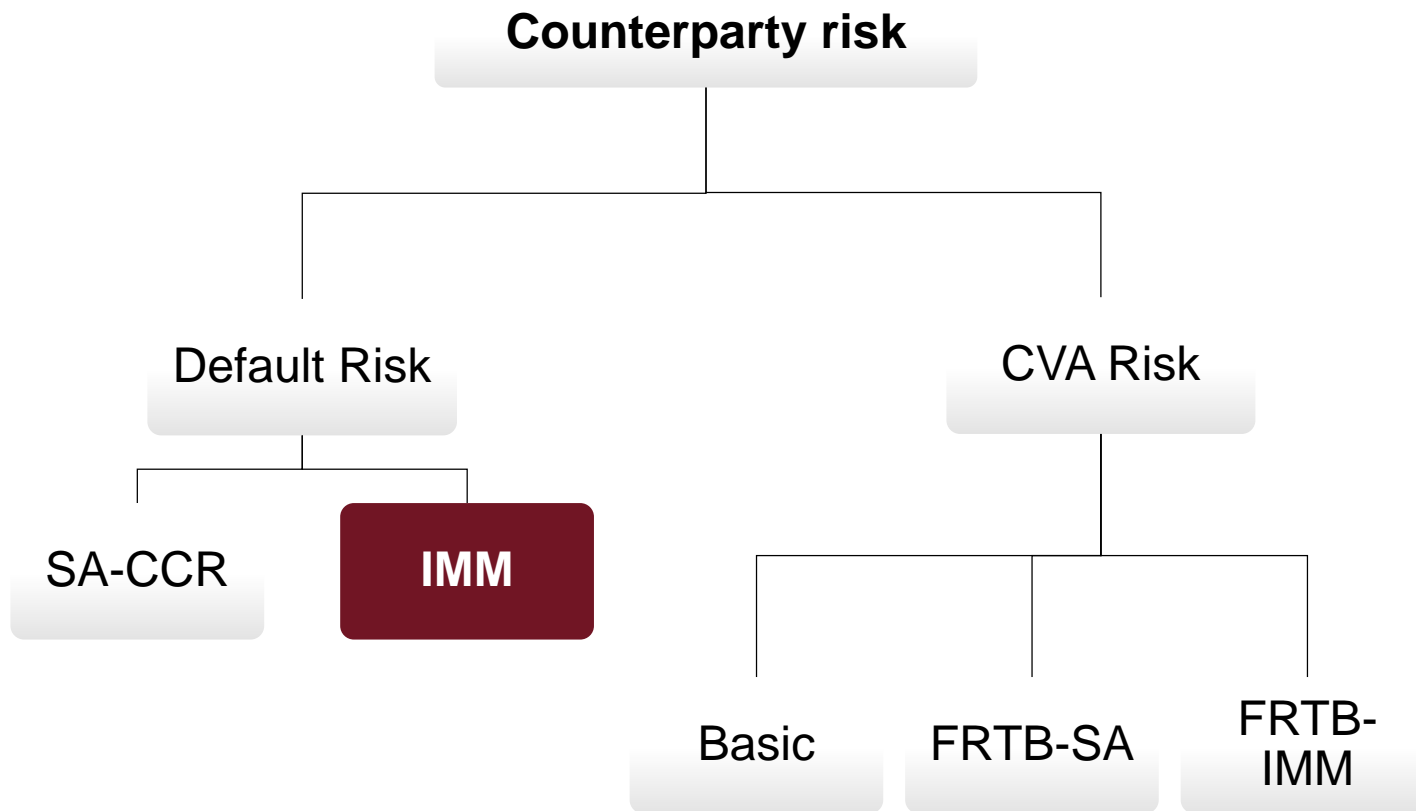 Counterparty risk
Default Risk
CVA Risk
SA-CCR
IMM
Basic
FRTB-SA
FRTB-
IMM